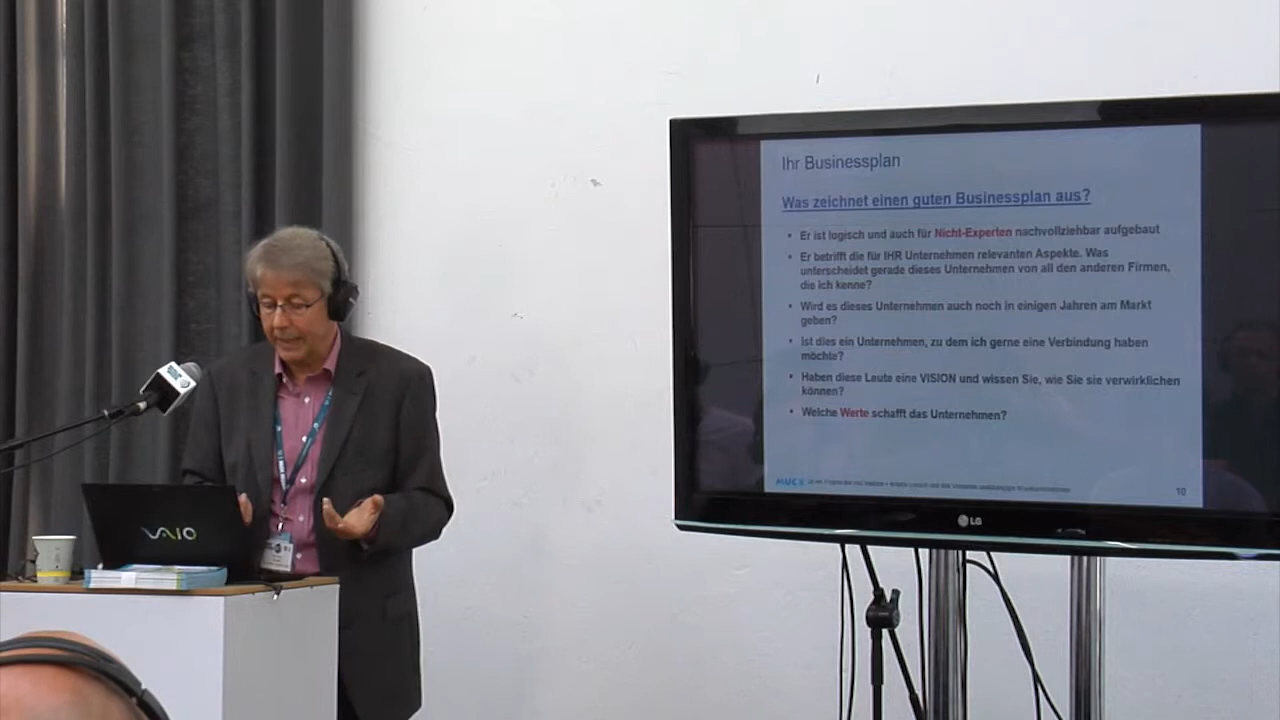 Ihr Businessplan
Was zeichnet einen guten Businessplan aus?
• Er ist logisch und auch für Nicht-Experten nachvollziehbar aufgebaut
• Er betrifft die für IHR Unternehmen relevanten Aspekte. Was
unterscheidet gerade dieses Unternehmen von all den anderen Firmen,
die ich kenne?
• Wird es dieses Unternehmen auch noch in einigen Jahren am Markt
geben?
• Ist dies ein Unternehmen, zu dem ich gerne eine Verbindung haben
möchte?
• Haben diese Leute eine VISION und wissen Sie, wie Sie sie verwirklichen
können?
• Welche Werte schafft das Unternehmen?
10
LG
VAIO